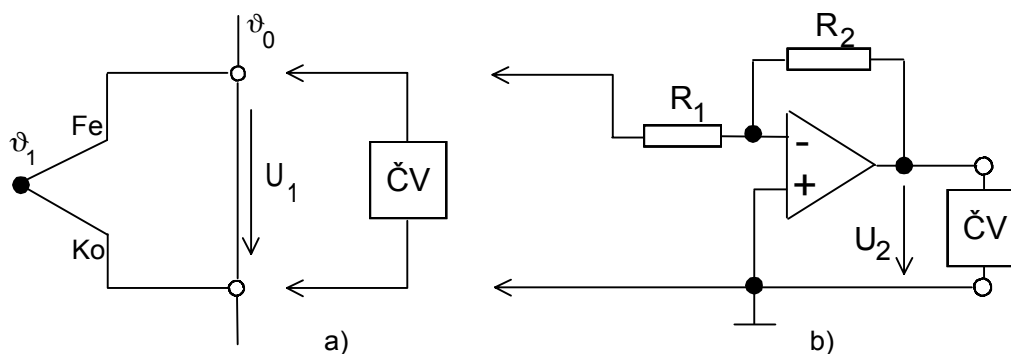 ϑ0
Fe
ϑ1
U1
ČV
Ko
a)
R2
R1
-
+
U2
ČV
b)